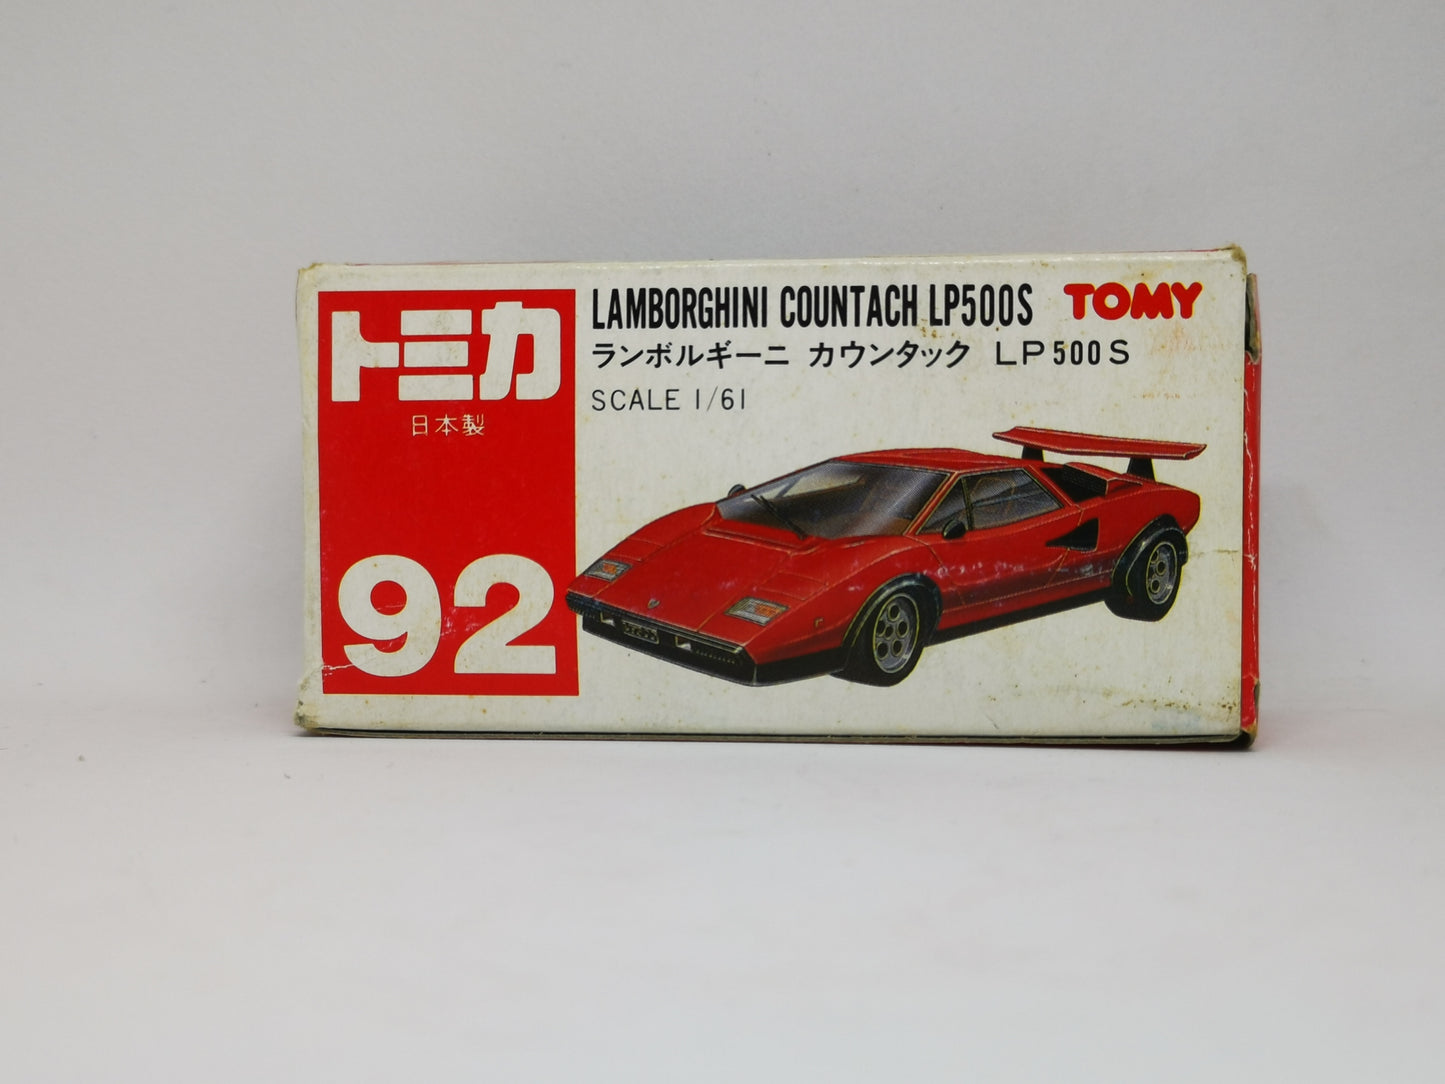 トミカ
日本製
92
LAMBORGHINI COUNTACH LP500S
TOMY
ランボルギーニ カウンタック LP500S
SCALE 1/61